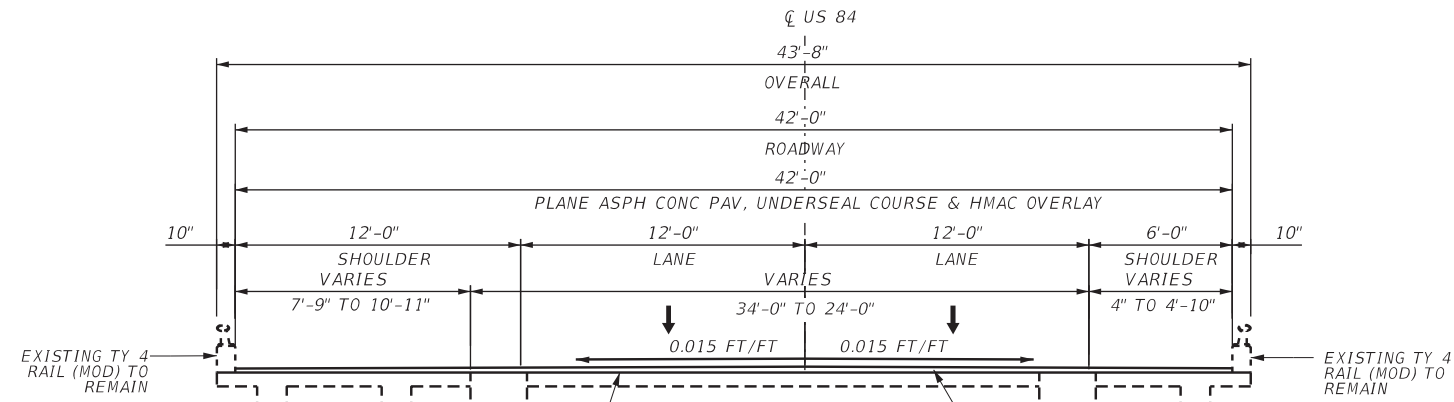 ℄ US 84
43'-8"
OVERALL
42'-0"
ROADWAY
42'-0"
PLANE ASPH CONC PAV, UNDERSEAL COURSE & HMAC OVERLAY
10" 12'-0" 12'-0" 12'-0" 6'-0" 10"
SHOULDER LANE LANE SHOULDER
VARIES VARIES VARIES
7'-9" TO 10'-11" 34'-0" TO 24'-0" 4" TO 4'-10"
0.015 FT/FT 0.015 FT/FT
EXISTING TY 4
RAIL (MOD) TO
REMAIN
EXISTING TY 4
RAIL (MOD) TO
REMAIN